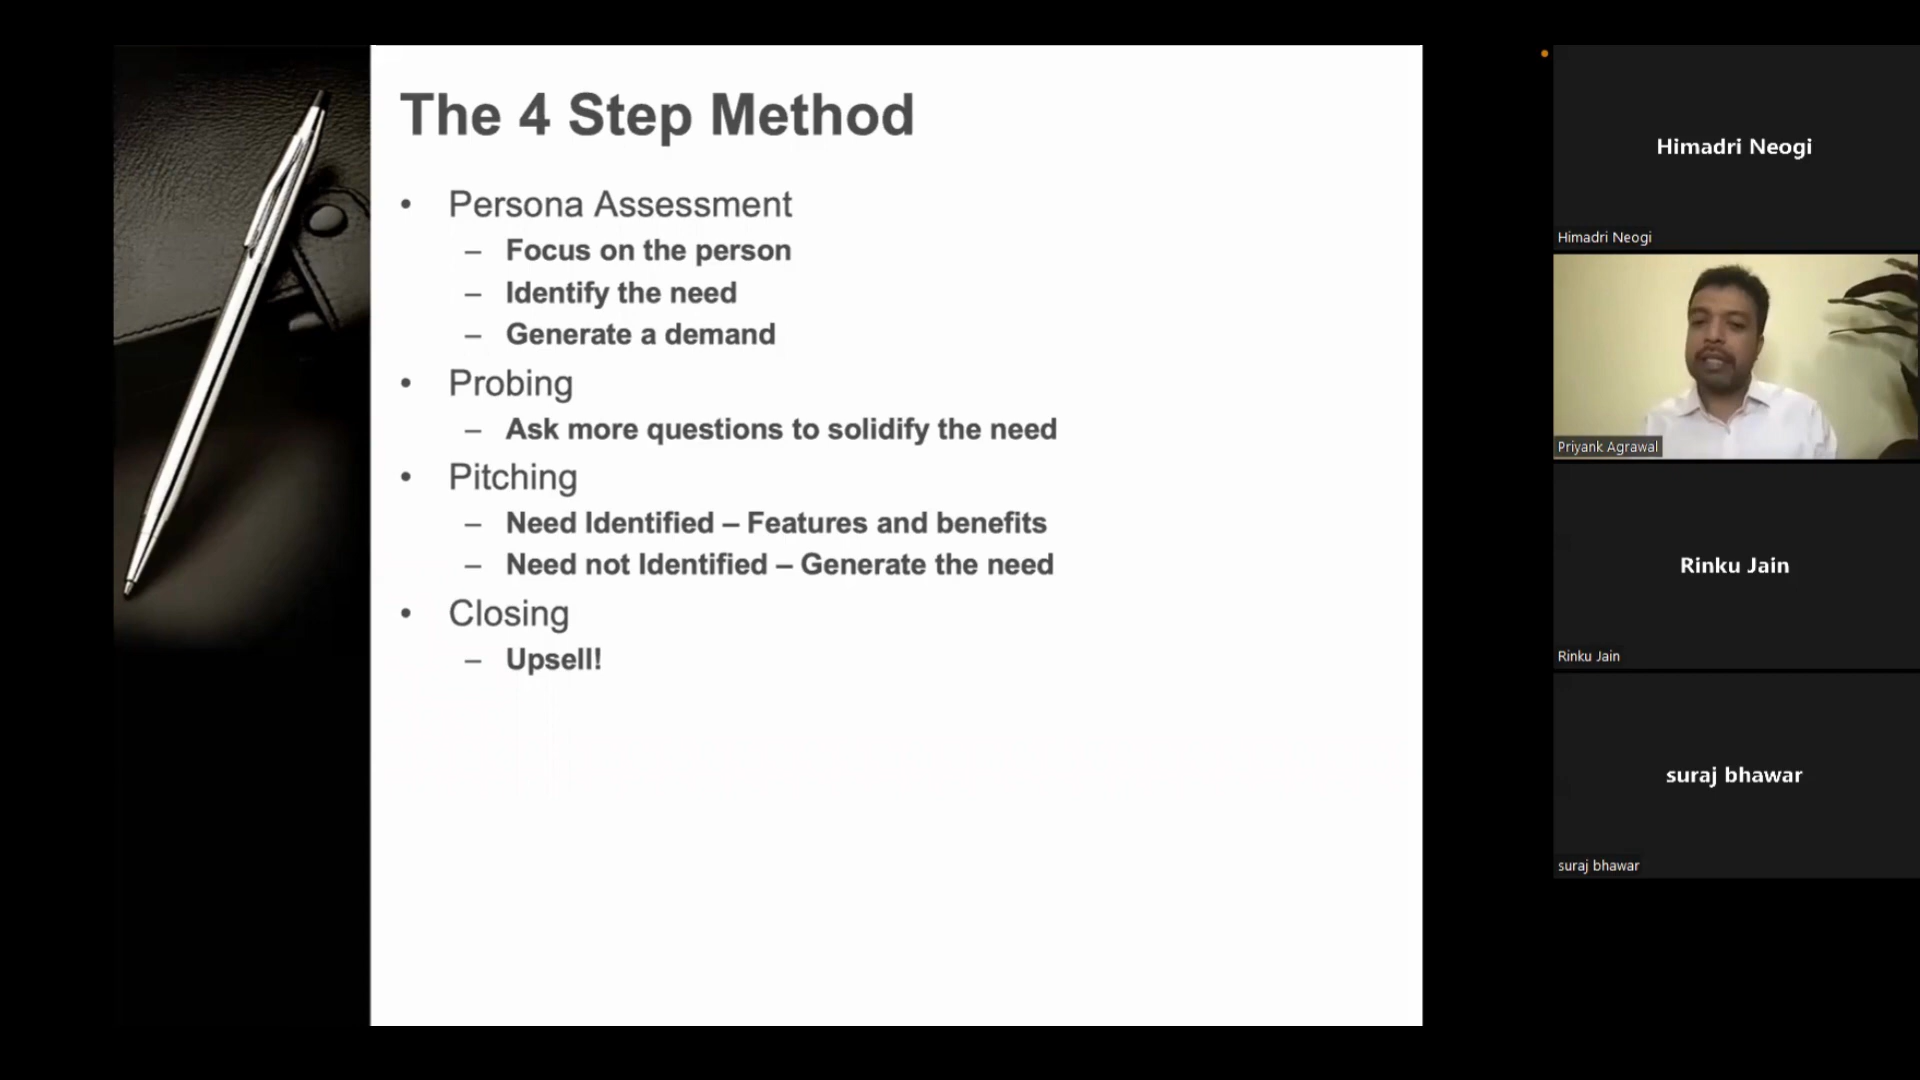 The 4 Step Method
• Persona Assessment
– Focus on the person
– Identify the need
– Generate a demand
• Probing
– Ask more questions to solidify the need
• Pitching
– Need Identified – Features and benefits
– Need not Identified – Generate the need
• Closing
– Upsell!
Himadri Neogi
Himadri Neogi
Priyank Agrawal
Rinku Jain
Rinku Jain
suraj bhawar
suraj bhawar